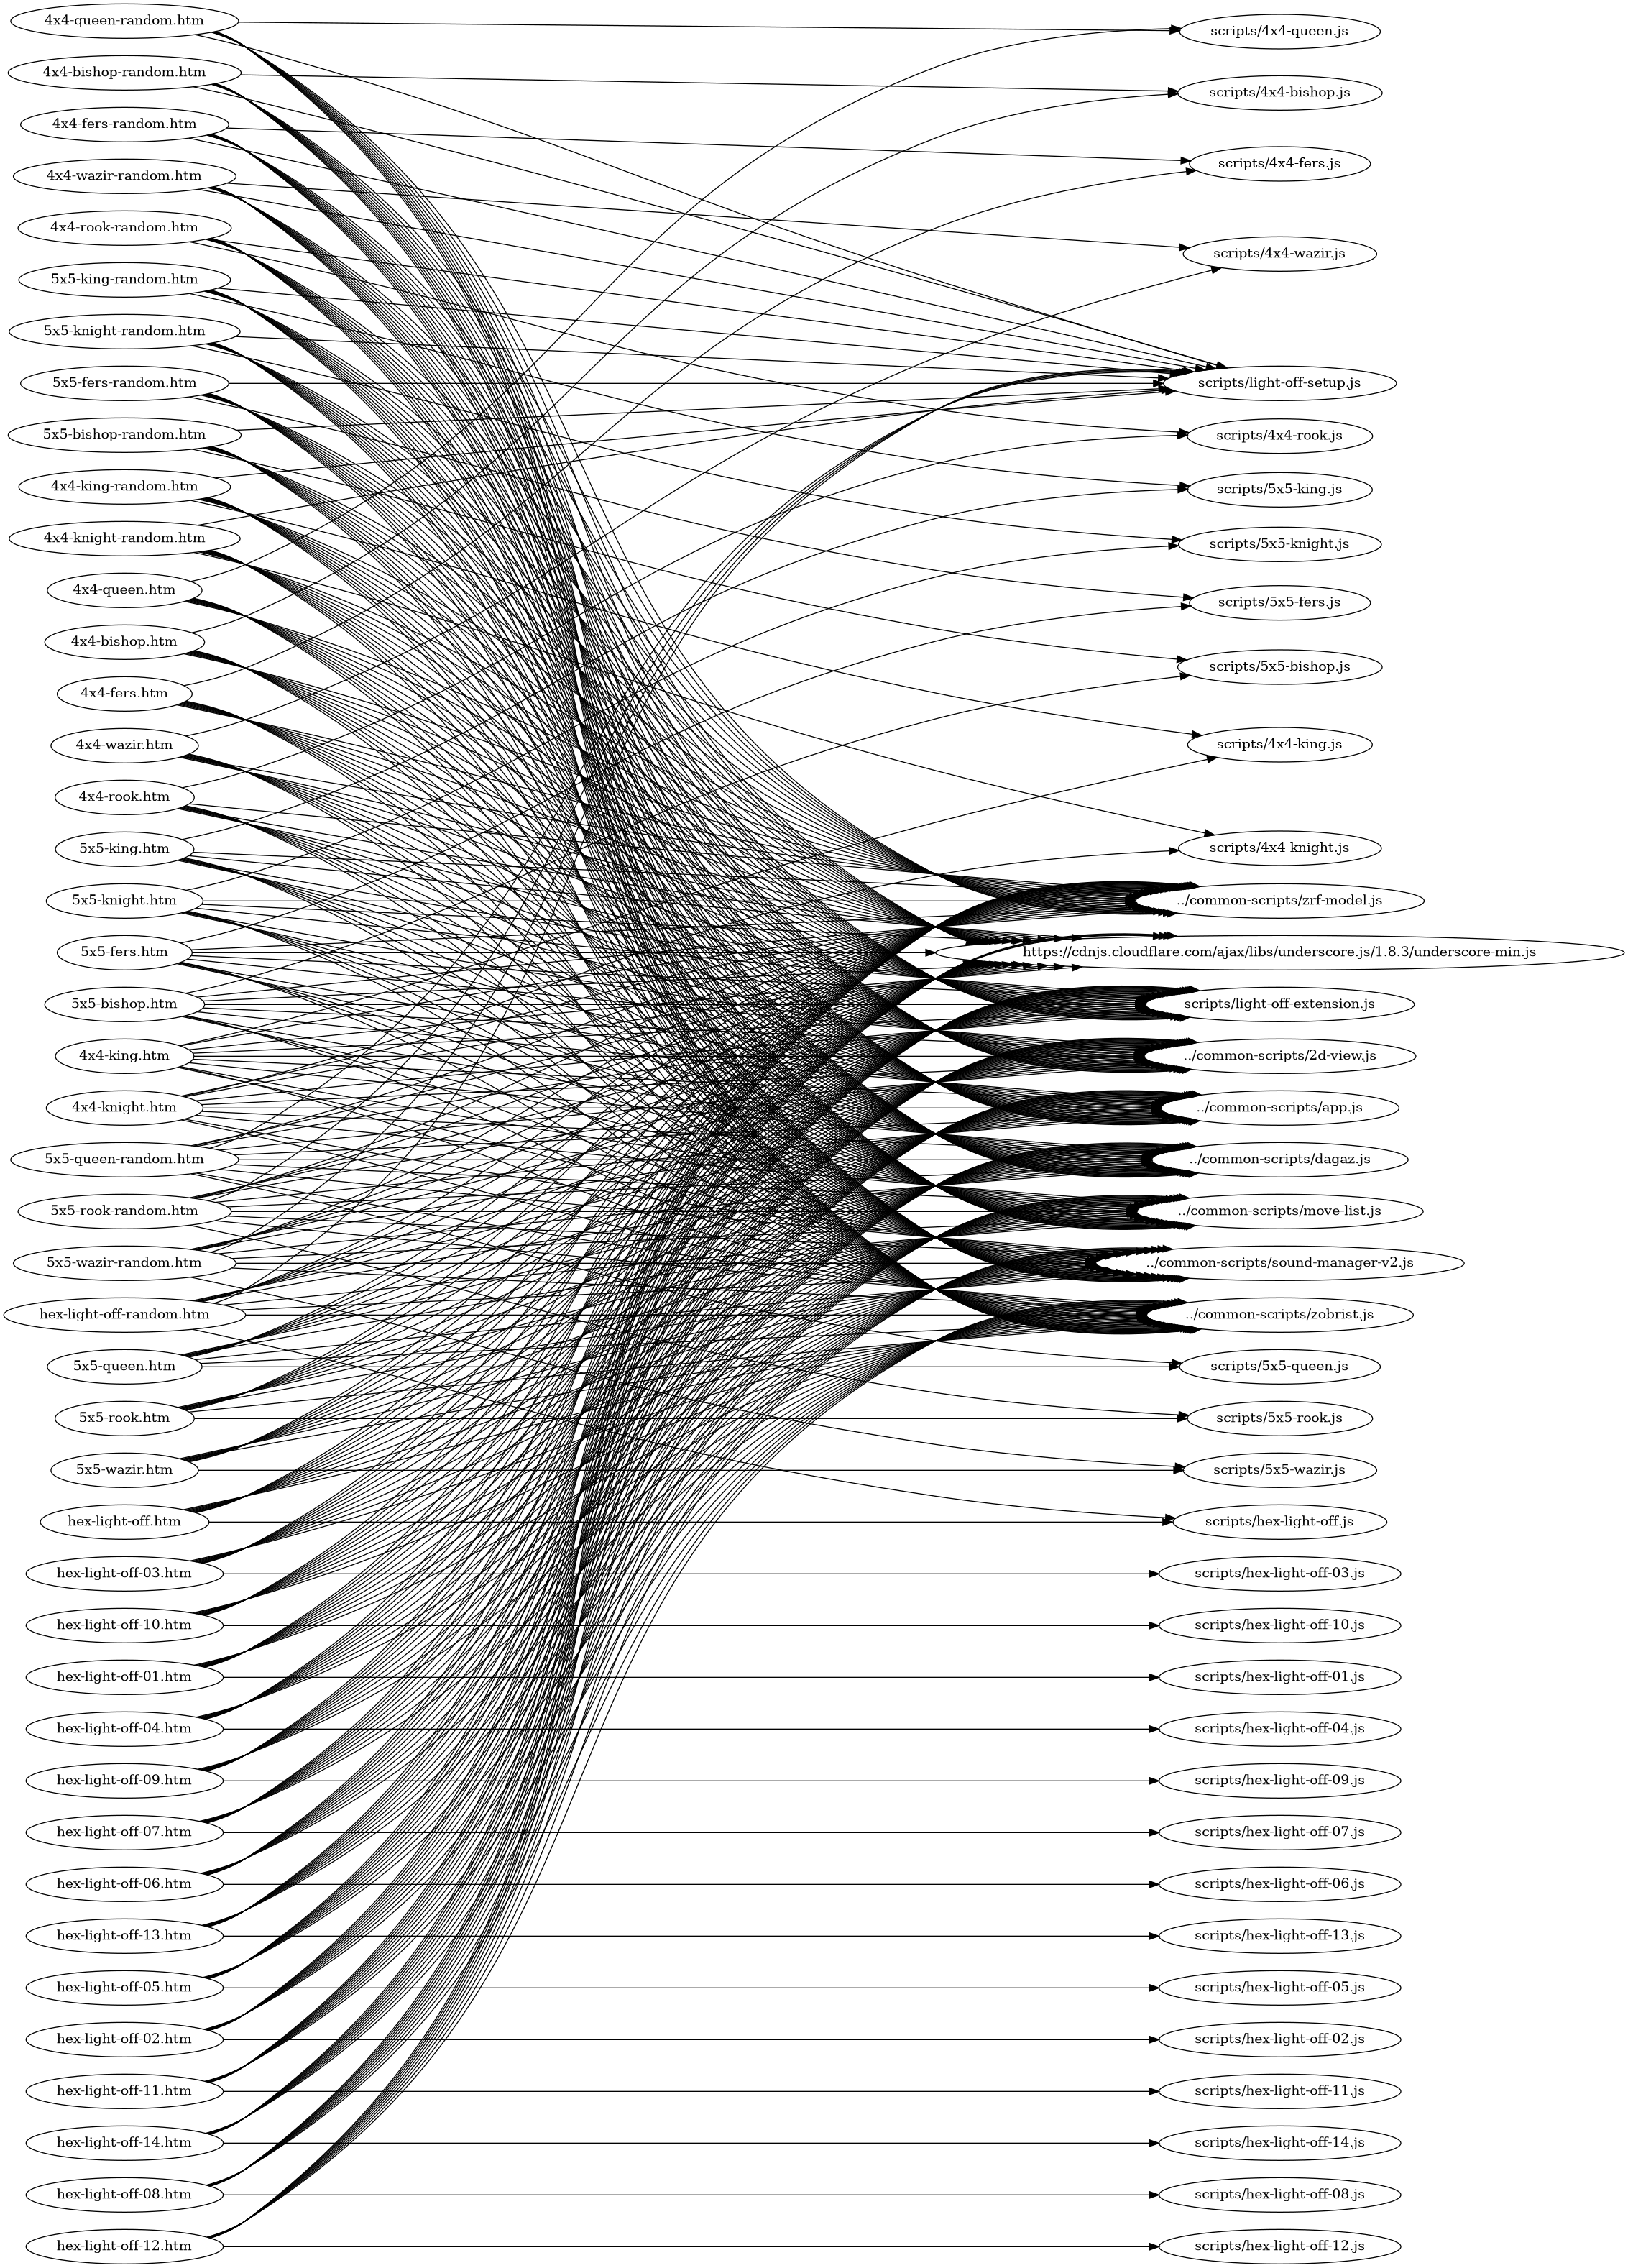 4x4-queen-random.htm
4x4-bishop-random.htm
4x4-fers-random.htm
4x4-wazir-random.htm
4x4-rook-random.htm
5x5-king-random.htm
5x5-knight-random.htm
5x5-fers-random.htm
5x5-bishop-random.htm
4x4-king-random.htm
4x4-knight-random.htm
4x4-queen.htm
4x4-bishop.htm
4x4-fers.htm
4x4-wazir.htm
4x4-rook.htm
5x5-king.htm
5x5-knight.htm
5x5-fers.htm
5x5-bishop.htm
4x4-king.htm
4x4-knight.htm
5x5-queen-random.htm
5x5-rook-random.htm
5x5-wazir-random.htm
hex-light-off-random.htm
5x5-queen.htm
5x5-rook.htm
5x5-wazir.htm
hex-light-off.htm
hex-light-off-03.htm
hex-light-off-10.htm
hex-light-off-01.htm
hex-light-off-04.htm
hex-light-off-09.htm
hex-light-off-07.htm
hex-light-off-06.htm
hex-light-off-13.htm
hex-light-off-05.htm
hex-light-off-02.htm
hex-light-off-11.htm
hex-light-off-14.htm
hex-light-off-08.htm
hex-light-off-12.htm
scripts/4x4-queen.js
scripts/4x4-bishop.js
scripts/4x4-fers.js
scripts/4x4-wazir.js
scripts/light-off-setup.js
scripts/4x4-rook.js
scripts/5x5-king.js
scripts/5x5-knight.js
scripts/5x5-fers.js
scripts/5x5-bishop.js
scripts/4x4-king.js
scripts/4x4-knight.js
../common-scripts/zrf-model.js
https://cdnjs.cloudflare.com/ajax/libs/underscore.js/1.8.3/underscore-min.js
scripts/light-off-extension.js
../common-scripts/2d-view.js
../common-scripts/app.js
../common-scripts/dagaz.js
../common-scripts/move-list.js
../common-scripts/sound-manager-v2.js
../common-scripts/zobrist.js
scripts/5x5-queen.js
scripts/5x5-rook.js
scripts/5x5-wazir.js
scripts/hex-light-off.js
scripts/hex-light-off-03.js
scripts/hex-light-off-10.js
scripts/hex-light-off-01.js
scripts/hex-light-off-04.js
scripts/hex-light-off-09.js
scripts/hex-light-off-07.js
scripts/hex-light-off-06.js
scripts/hex-light-off-13.js
scripts/hex-light-off-05.js
scripts/hex-light-off-02.js
scripts/hex-light-off-11.js
scripts/hex-light-off-14.js
scripts/hex-light-off-08.js
scripts/hex-light-off-12.js